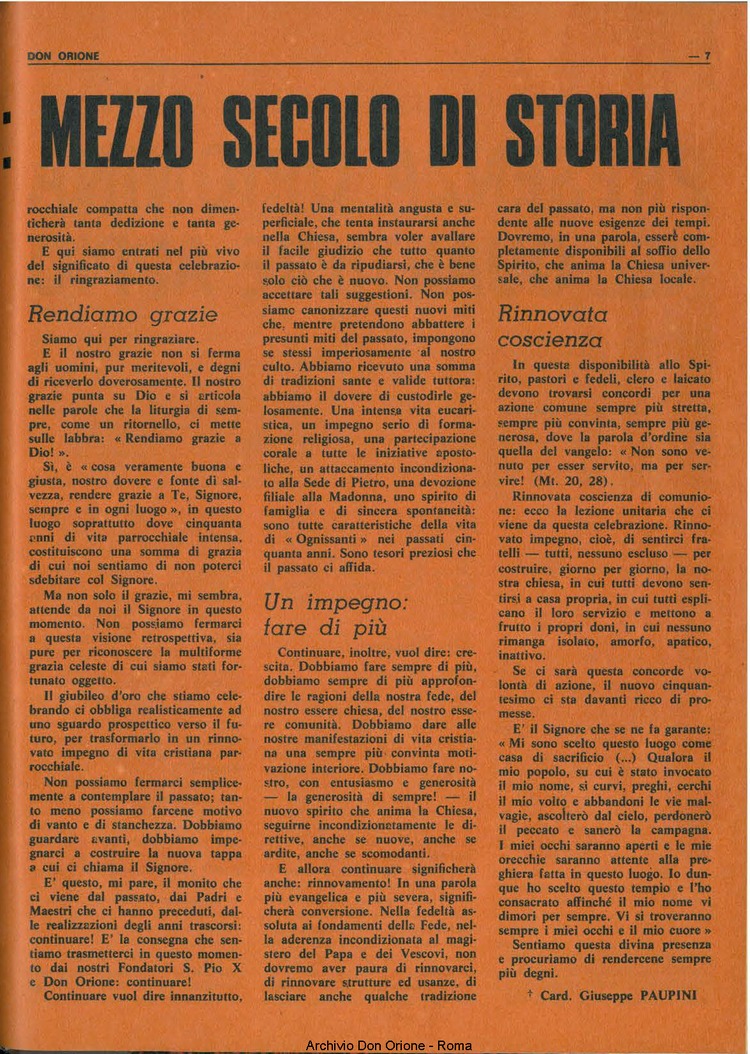 DON ORIONE
— 7
MEZZO SECOLO DI STORIA
rocchiale compatta che non dimen-
ticherà tanta dedizione e tanta ge-
nerosità.
E qui siamo entrati nel più vivo
del significato di questa celebrazio-
ne: il ringraziamento.
Rendiamo grazie
Siamo qui per ringraziare.
E il nostro grazie non si ferma
agli uomini, pur meritevoli, e degni
di riceverlo doverosamente. Il nostro
grazie punta su Dio e si articola
nelle parole che la liturgia di sem-
pre, come un ritornello, ci mette
sulle labbra: « Rendiamo grazie a
Dio! ».
Sì, è « cosa veramente buona e
giusta, nostro dovere e fonte di sal-
vezza, rendere grazie a Te, Signore,
sempre e in ogni luogo », in questo
luogo soprattutto dove cinquanta
anni di vita parrocchiale intensa,
costituiscono una somma di grazia
di cui noi sentiamo di non poterci
sdebitare col Signore.
Ma non solo il grazie, mi sembra,
attende da noi il Signore in questo
momento. Non possiamo fermarci
a questa visione retrospettiva, sia
pure per riconoscere la multiforme
grazia celeste di cui siamo stati for-
tunato oggetto.
Il giubileo d'oro che stiamo cele-
brando ci obbliga realisticamente ad
uno sguardo prospettico verso il fu-
turo, per trasformarlo in un rinno-
vato impegno di vita cristiana par-
rocchiale.
Non possiamo fermarci semplice-
mente a contemplare il passato; tan-
to meno possiamo farcene motivo
di vanto e di stanchezza. Dobbiamo
guardare avanti, dobbiamo impe-
gnarci a costruire la nuova tappa
a cui ci chiama il Signore.
E' questo, mi pare, il monito che
ci viene dal passato, dai Padri e
Maestri che ci hanno preceduti, dal-
le realizzazioni degli anni trascorsi:
continuare! E' la consegna che sen-
tiamo trasmetterci in questo momen-
to dai nostri Fondatori S. Pio X
e Don Orione: continuare!
Continuare vuol dire innanzitutto,
fedeltà! Una mentalità angusta e su-
perficiale, che tenta instaurarsi anche
nella Chiesa, sembra voler avallare
il facile giudizio che tutto quanto
il passato è da ripudiarsi, che è bene
solo ciò che è nuovo. Non possiamo
accettare tali suggestioni. Non pos-
siamo canonizzare questi nuovi miti
che, mentre pretendono abbattere i
presunti miti del passato, impongono
se stessi imperiosamente al nostro
culto. Abbiamo ricevuto una somma
di tradizioni sante e valide tuttora:
abbiamo il dovere di custodirle ge-
losamente. Una intensa vita eucari-
stica, un impegno serio di forma-
zione religiosa, una partecipazione
corale a tutte le iniziative aposto-
liche, un attaccamento incondiziona-
to alla Sede di Pietro, una devozione
filiale alla Madonna, uno spirito di
famiglia e di sincera spontaneità:
sono tutte caratteristiche della vita
di « Ognissanti » nei passati cin-
quanta anni. Sono tesori preziosi che
il passato ci affida.
Un impegno:
fare di più
Continuare, inoltre, vuol dire: cre-
scita. Dobbiamo fare sempre di più,
dobbiamo sempre di più approfon-
dire le ragioni della nostra fede, del
nostro essere chiesa, del nostro esse-
re comunità. Dobbiamo dare alle
nostre manifestazioni di vita cristia-
na una sempre più convinta moti-
vazione interiore. Dobbiamo fare no-
stro, con entusiasmo e generosità
— la generosità di sempre! — il
nuovo spirito che anima la Chiesa,
seguirne incondizionatamente le di-
rettive, anche se nuove, anche se
ardite, anche se scomodanti.
E allora continuare significherà
anche: rinnovamento! In una parola
più evangelica e più severa, signifi-
cherà conversione. Nella fedeltà as-
soluta ai fondamenti della Fede, nel-
la aderenza incondizionata al magi-
stero del Papa e dei Vescovi, non
dovremo aver paura di rinnovarci,
di rinnovare strutture ed usanze, di
lasciare anche qualche tradizione
cara del passato, ma non più rispon-
dente alle nuove esigenze dei tempi.
Dovremo, in una parola, essere com-
pletamente disponibili al soffio dello
Spirito, che anima la Chiesa univer-
sale, che anima la Chiesa locale.
Rinnovata
coscienza
In questa disponibilità allo Spi-
rito, pastori e fedeli, clero e laicato
devono trovarsi concordi per una
azione comune sempre più stretta,
sempre più convinta, sempre più ge-
nerosa, dove la parola d'ordine sia
quella del vangelo: « Non sono ve-
nuto per esser servito, ma per ser-
vire! (Mt. 20, 28).
Rinnovata coscienza di comunio-
ne: ecco la lezione unitaria che ci
viene da questa celebrazione. Rinno-
vato impegno, cioè, di sentirci fra-
telli — tutti, nessuno escluso — per
costruire, giorno per giorno, la no-
stra chiesa, in cui tutti devono sen-
tirsi a casa propria, in cui tutti espli-
cano il loro servizio e mettono a
frutto i propri doni, in cui nessuno
rimanga isolato, amorfo, apatico,
inattivo.
Se ci sarà questa concorde vo-
lontà di azione, il nuovo cinquan-
tesimo ci sta davanti ricco di pro-
messe.
E' il Signore che se ne fa garante:
« Mi sono scelto questo luogo come
casa di sacrificio (...) Qualora il
mio popolo, su cui è stato invocato
il mio nome, si curvi, preghi, cerchi
il mio volto e abbandoni le vie mal-
vagie, ascolterò dal cielo, perdonerò
il peccato e sanerò la campagna.
I miei occhi saranno aperti e le mie
orecchie saranno attente alla pre-
ghiera fatta in questo luogo. Io dun-
que ho scelto questo tempio e l'ho
consacrato affinché il mio nome vi
dimori per sempre. Vi si troveranno
sempre i miei occhi e il mio cuore »
Sentiamo questa divina presenza
e procuriamo di rendercene sempre
più degni.
† Card. Giuseppe PAUPINI
Archivio Don Orione - Roma